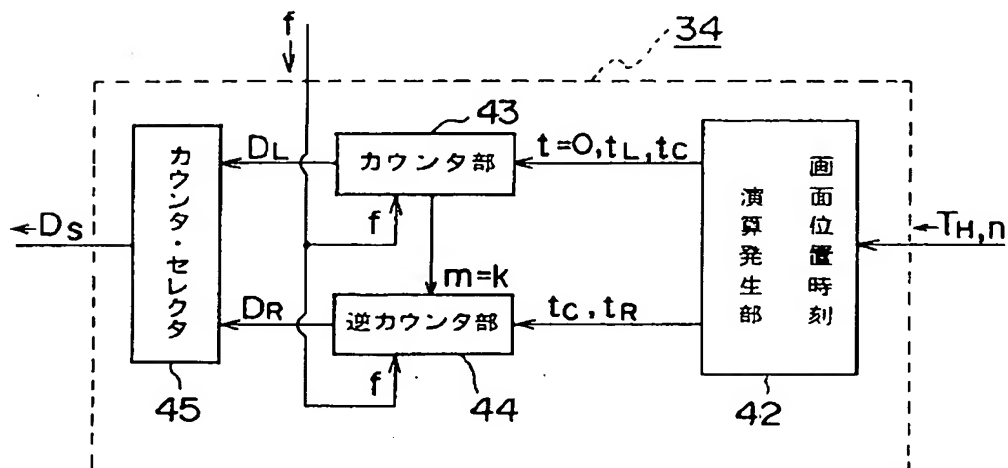 f
34
43
DL
カウンタ部
t=0,tL,tC
画面位置時刻
演算発生部
カウンタ・セレクタ
DS
f
TH,n
m=k
DR
逆カウンタ部
tC,tR
f
45
44
42